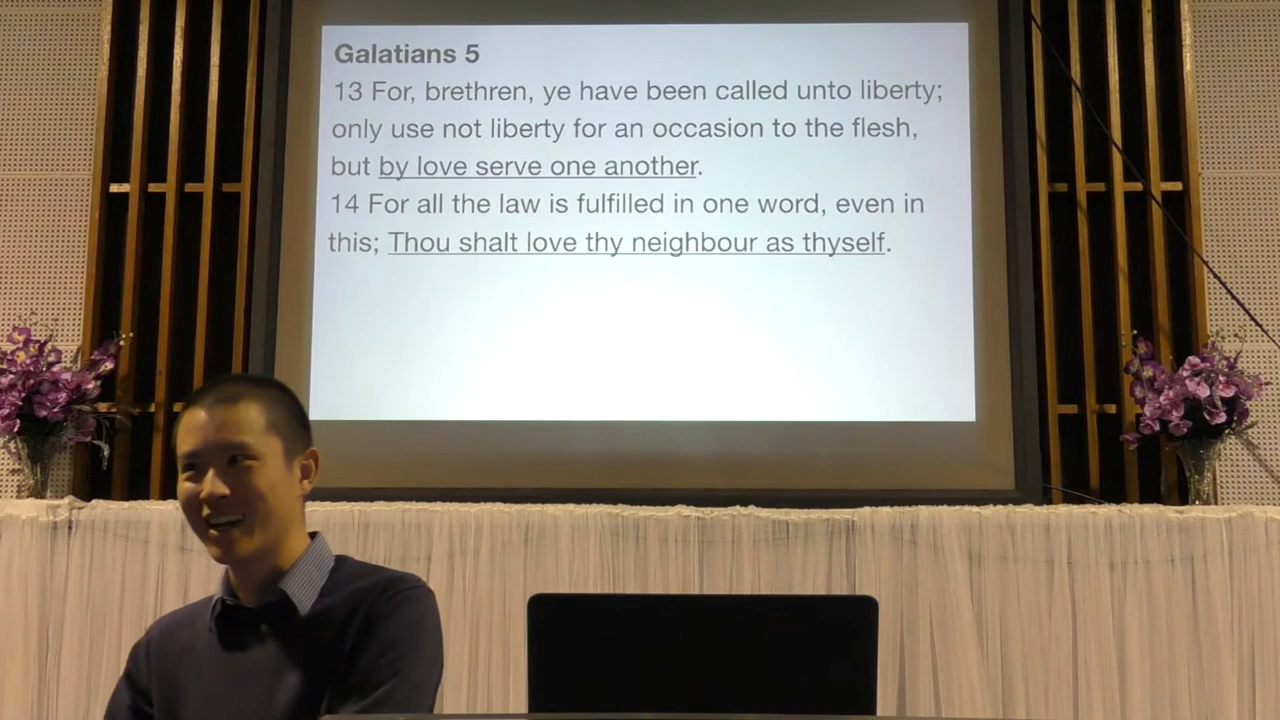 Galatians 5
13 For, brethren, ye have been called unto liberty;
only use not liberty for an occasion to the flesh,
but by love serve one another.
14 For all the law is fulfilled in one word, even in
this; Thou shalt love thy neighbour as thyself.